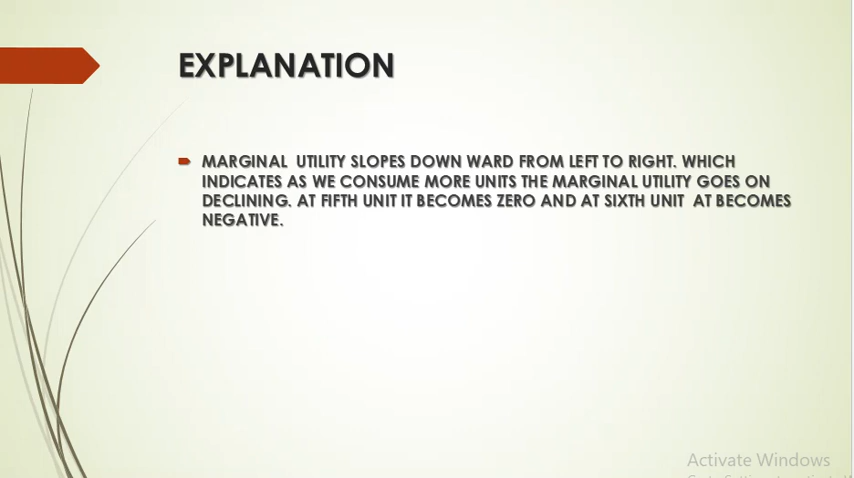 EXPLANATION
MARGINAL UTILITY SLOPES DOWN WARD FROM LEFT TO RIGHT. WHICH
INDICATES AS WE CONSUME MORE UNITS THE MARGINAL UTILITY GOES ON
DECLINING. AT FIFTH UNIT IT BECOMES ZERO AND AT SIXTH UNIT AT BECOMES
NEGATIVE.
Activate Windows